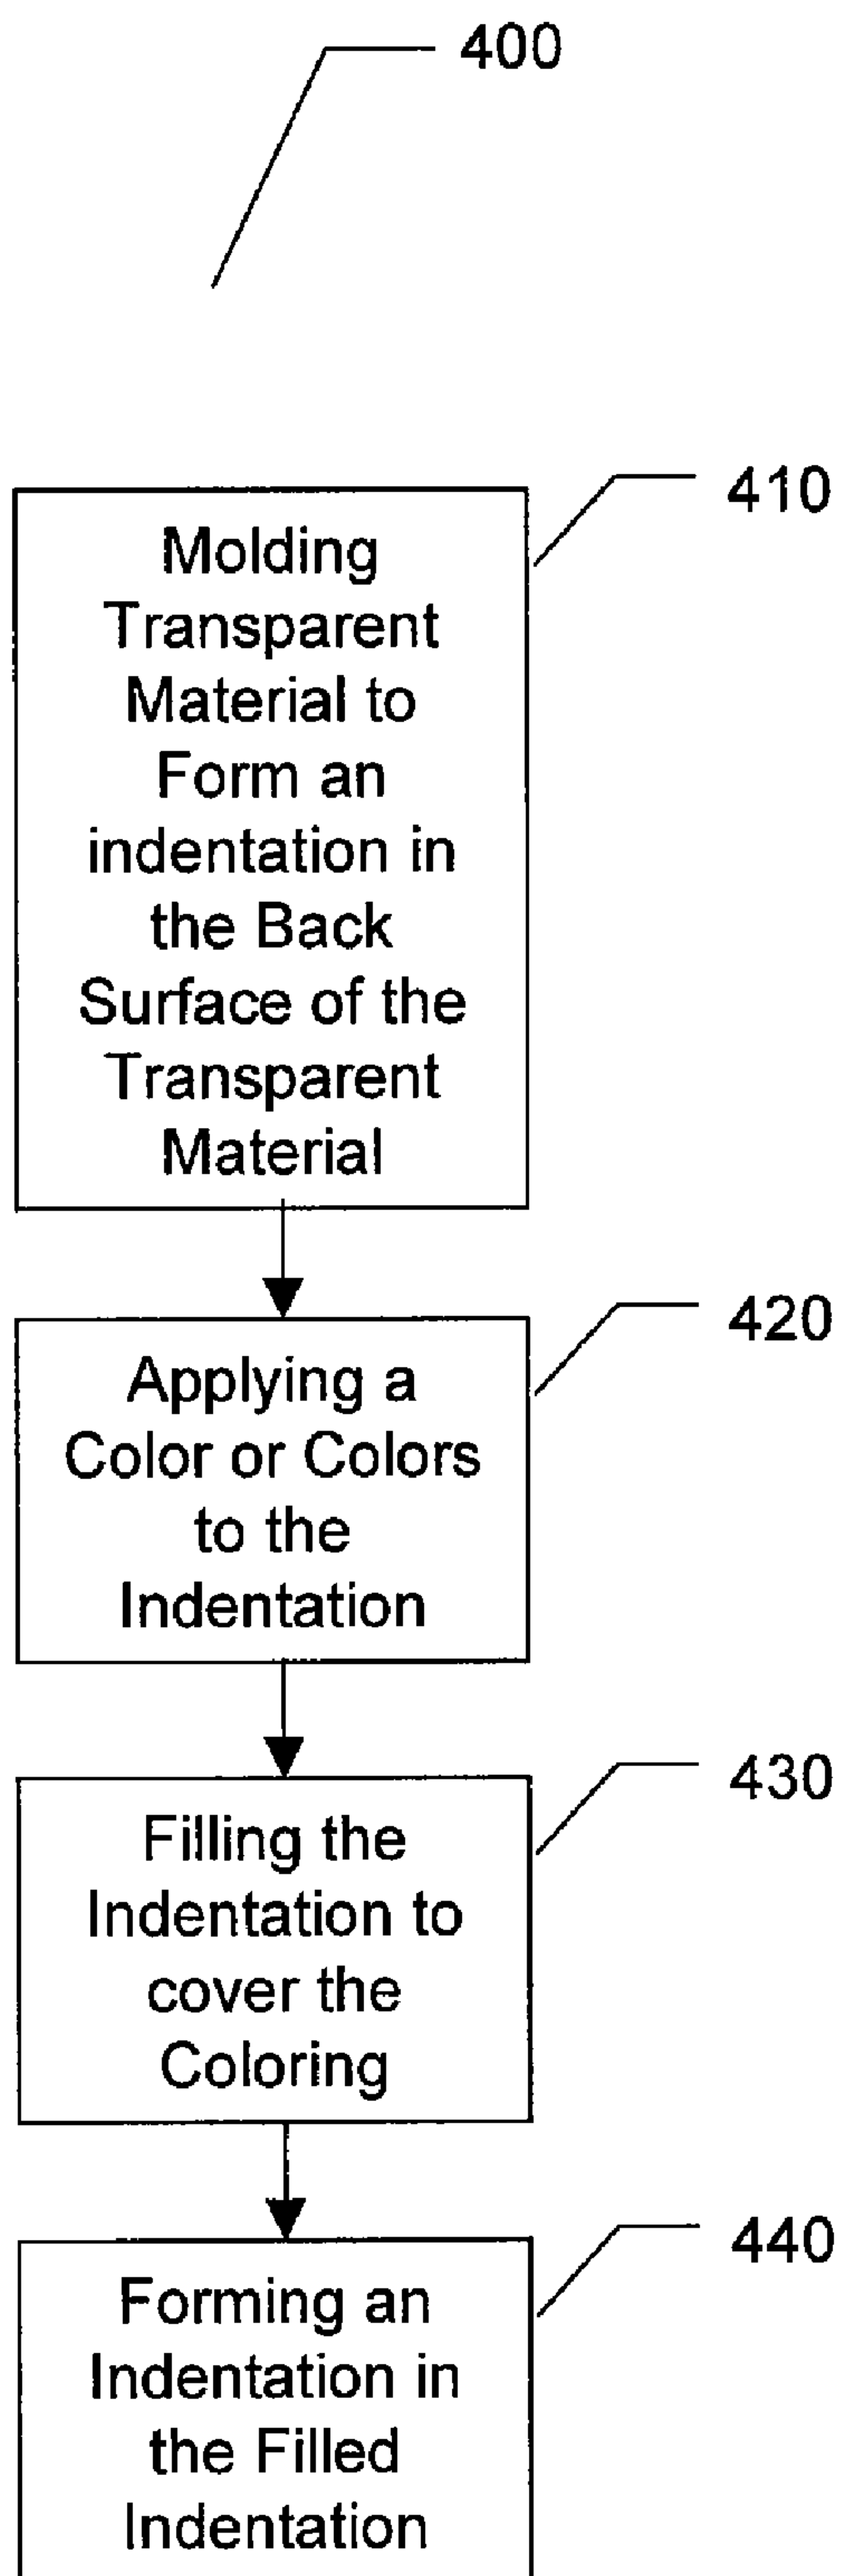 400
410
Molding
Transparent
Material to
Form an
indentation in
the Back
Surface of the
Transparent
Material
420
Applying a
Color or Colors
to the
Indentation
430
Filling the
Indentation to
cover the
Coloring
440
Forming an
Indentation in
the Filled
Indentation